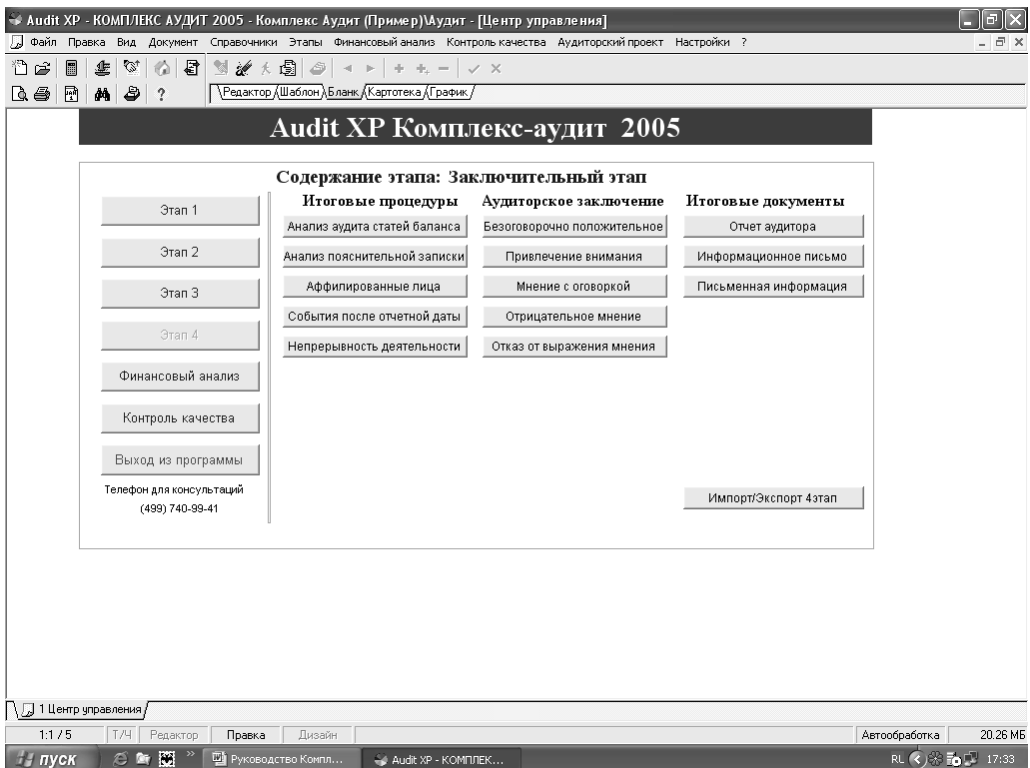 Audit XP - КОМПЛЕКС АУДИТ 2005 - Комплекс Аудит (Пример)\Аудит - [Центр управления]
Файл Правка Вид Документ Справочники Этапы Финансовый анализ Контроль качества Аудиторский проект Настройки ?
Редактор Шаблон Бланк Картотека График
Audit XP Комплекс-аудит 2005
Содержание этапа: Заключительный этап
Итоговые процедуры Аудиторское заключение Итоговые документы
Этап 1
Анализ аудита статей баланса Безоговорочно положительное Отчет аудитора
Этап 2
Анализ пояснительной записки Привлечение внимания Информационное письмо
Этап 3
Аффилированные лица Мнение с оговоркой Письменная информация
События после отчетной даты Отрицательное мнение
Этап 4
Непрерывность деятельности Отказ от выражения мнения
Финансовый анализ
Контроль качества
Выход из программы
Телефон для консультаций
(499) 740-99-41
Импорт/Экспорт 4этап
1 Центр управления
1:1 / 5 Т/Ч Редактор Правка Дизайн Автообработка 20.26 МБ
пуск Руководство Компл... Audit XP - КОМПЛЕК... RL 17:33